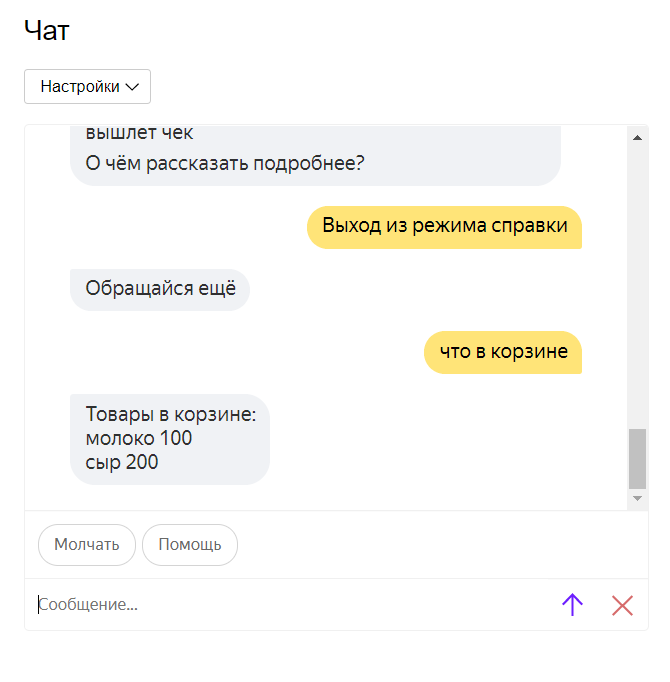 Чат
Настройки
вышлет чек
О чём рассказать подробнее?
Выход из режима справки
Обращайся ещё
что в корзине
Товары в корзине:
молоко 100
сыр 200
Молчать
Помощь
Сообщение...